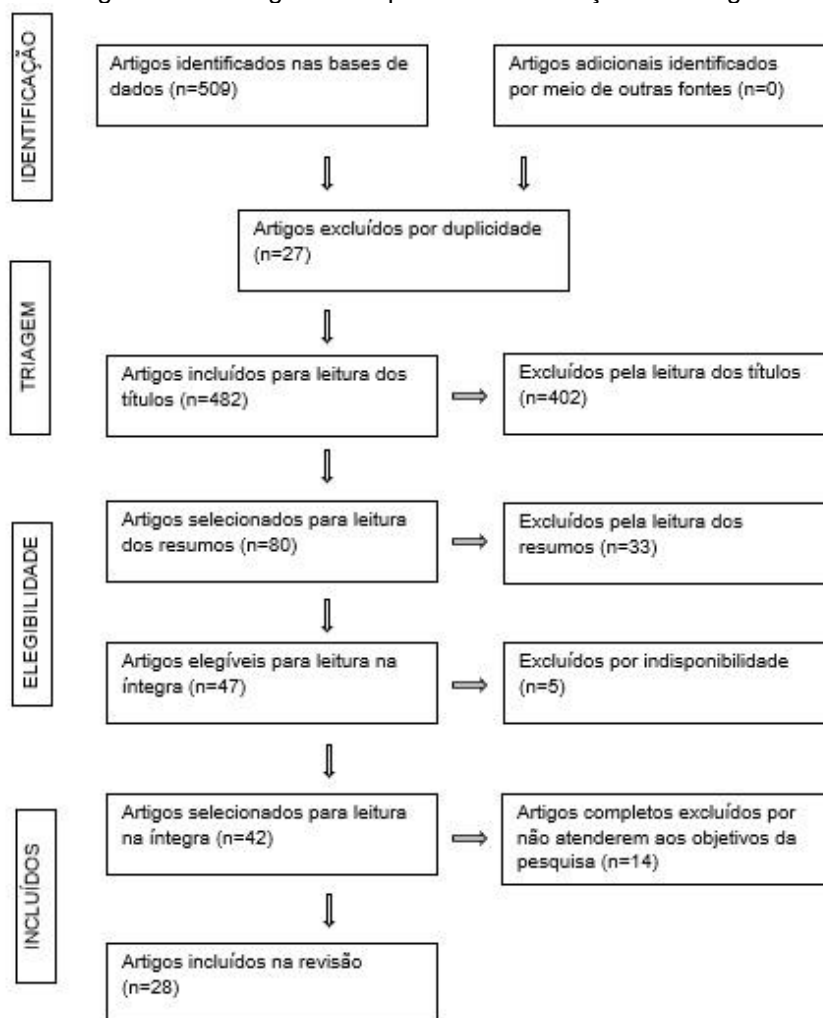 IDENTIFICAÇÃO
Artigos identificados nas bases de
dados (n=509)
Artigos adicionais identificados
por meio de outras fontes (n=0)
Artigos excluídos por duplicidade
(n=27)
TRIAGEM
Artigos incluídos para leitura dos
títulos (n=482)
Excluídos pela leitura dos títulos
(n=402)
ELEGIBILIDADE
Artigos selecionados para leitura
dos resumos (n=80)
Excluídos pela leitura dos
resumos (n=33)
Artigos elegíveis para leitura na
íntegra (n=47)
Excluídos por indisponibilidade
(n=5)
INCLUÍDOS
Artigos selecionados para leitura
na íntegra (n=42)
Artigos completos excluídos por
não atenderem aos objetivos da
pesquisa (n=14)
Artigos incluídos na revisão
(n=28)